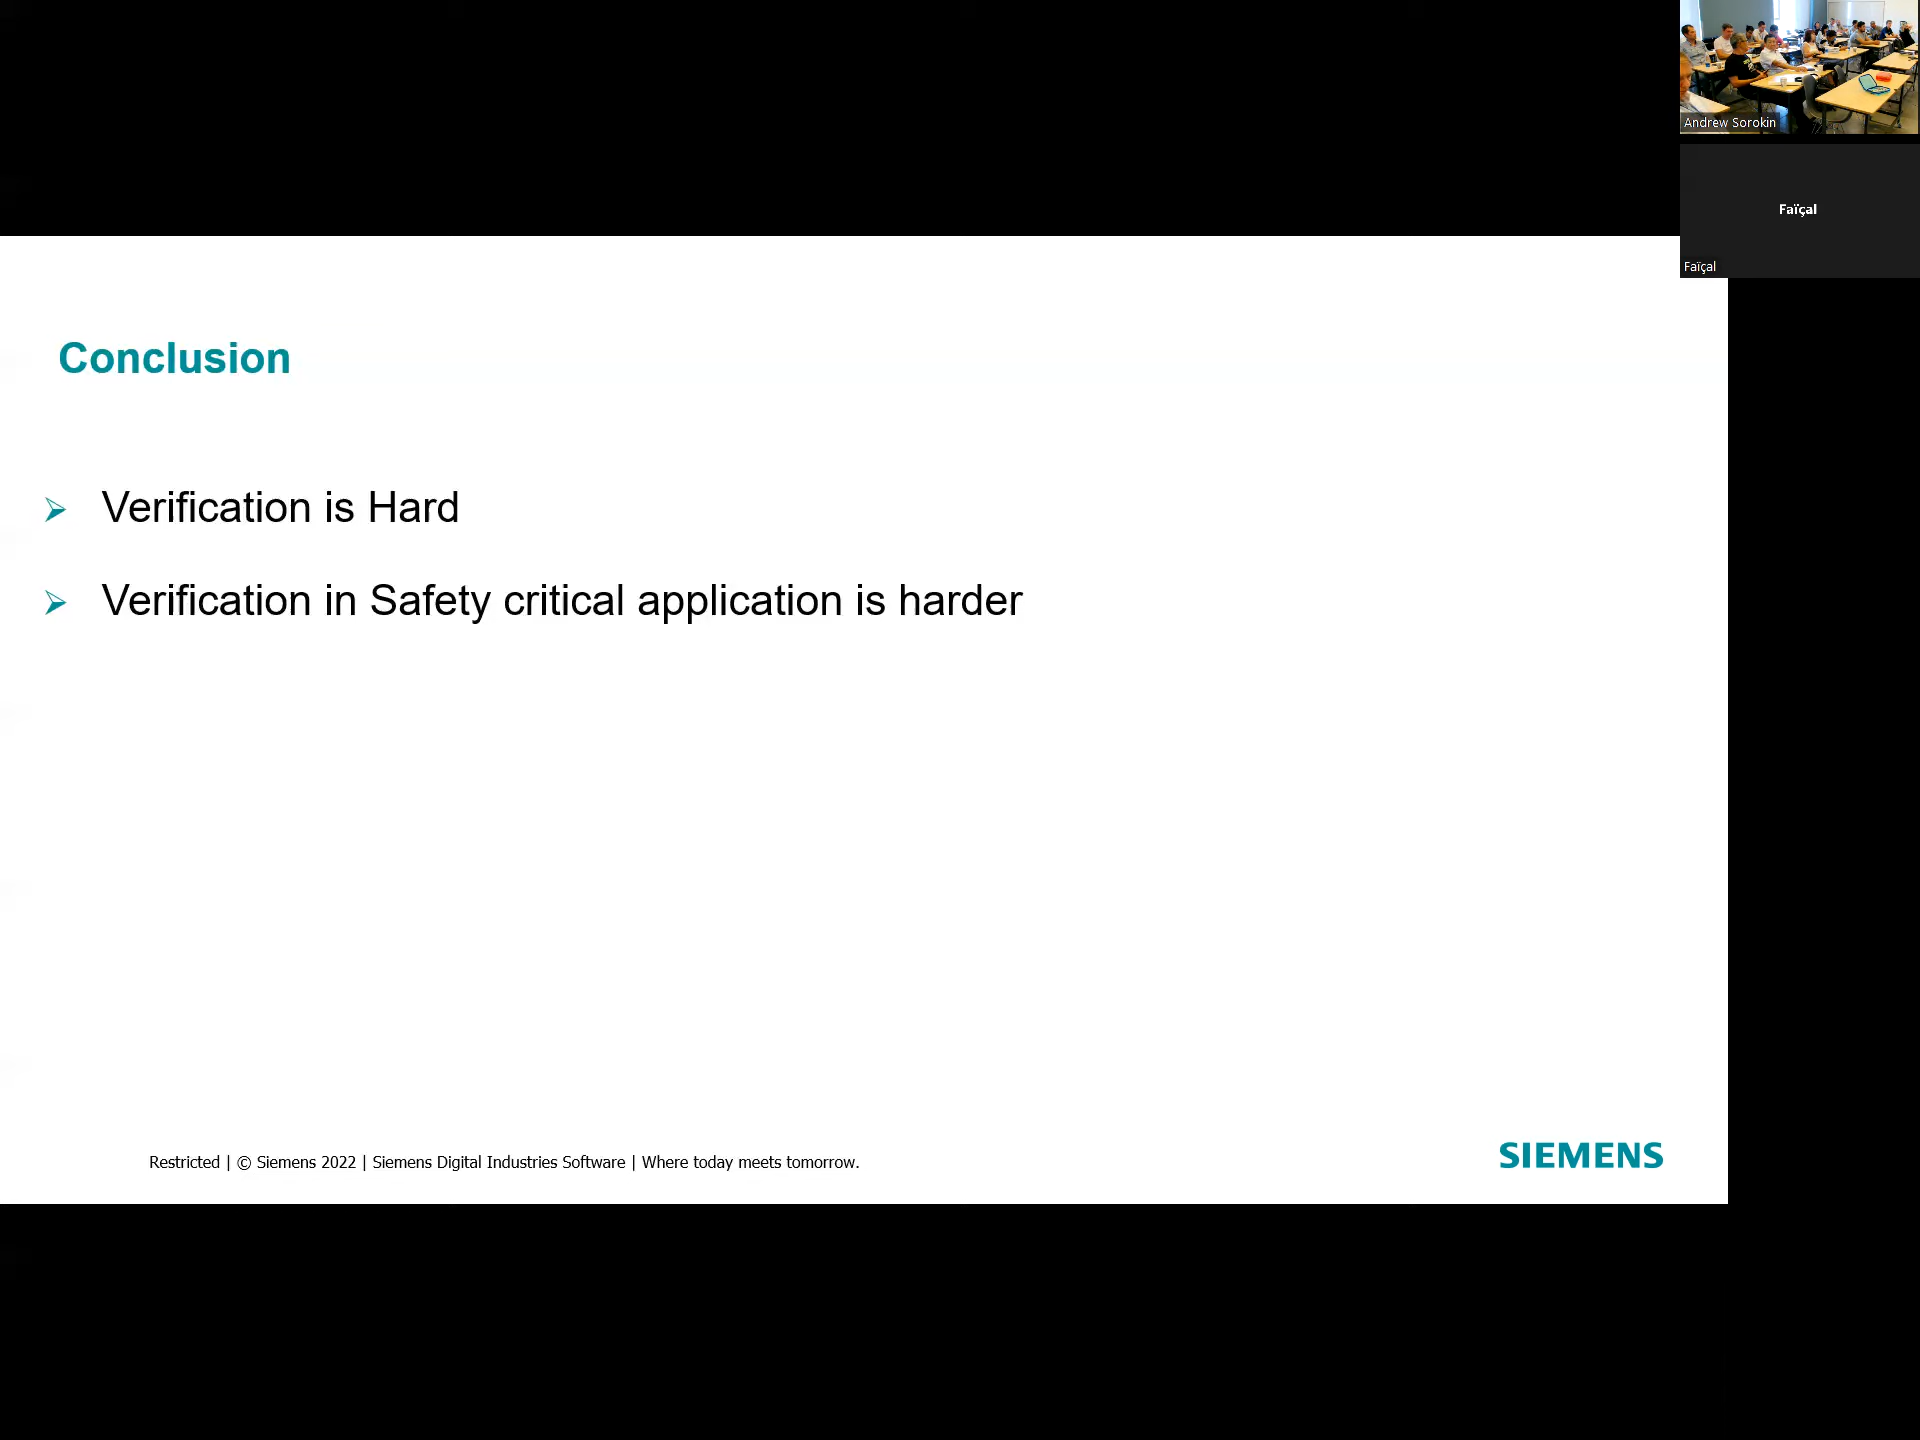 Andrew Sorokin
Faïçal
Faïçal
Conclusion
Verification is Hard
Verification in Safety critical application is harder
Restricted | © Siemens 2022 | Siemens Digital Industries Software | Where today meets tomorrow.
SIEMENS